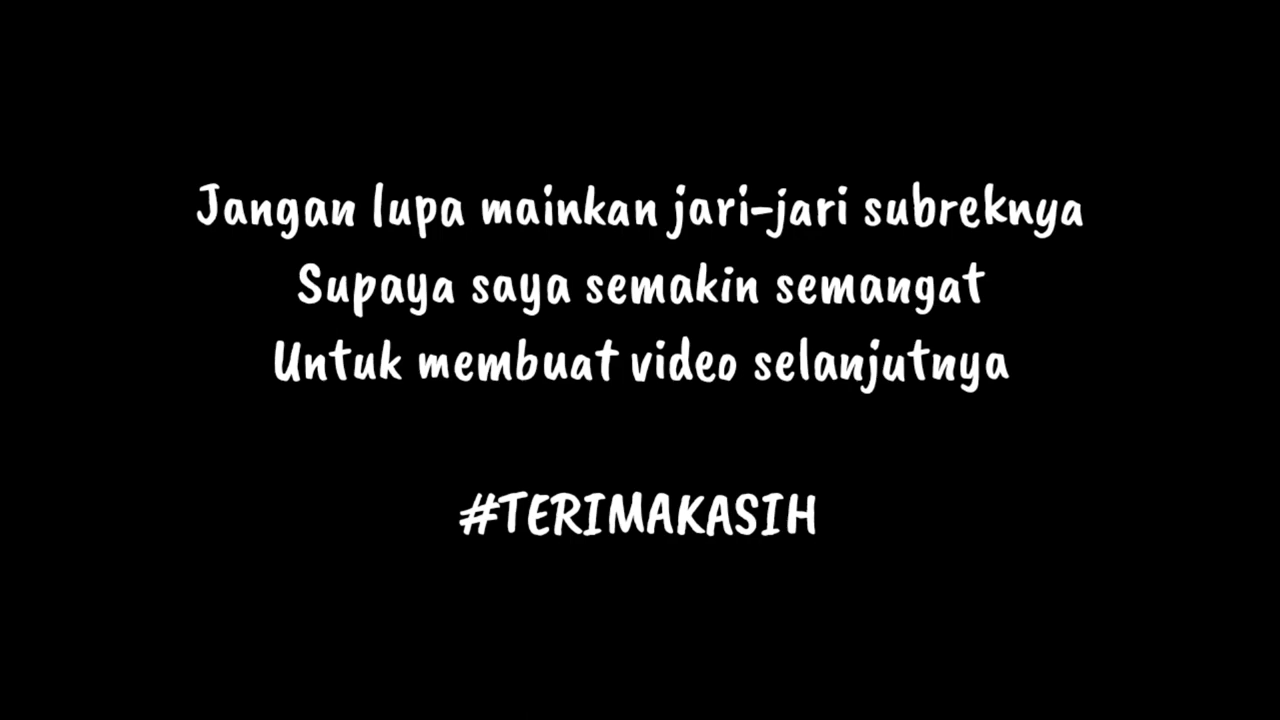 Jangan lupa mainkan jari-jari subreknya
Supaya saya semakin semangat
Untuk membuat video selanjutnya
#TERIMAKASIH